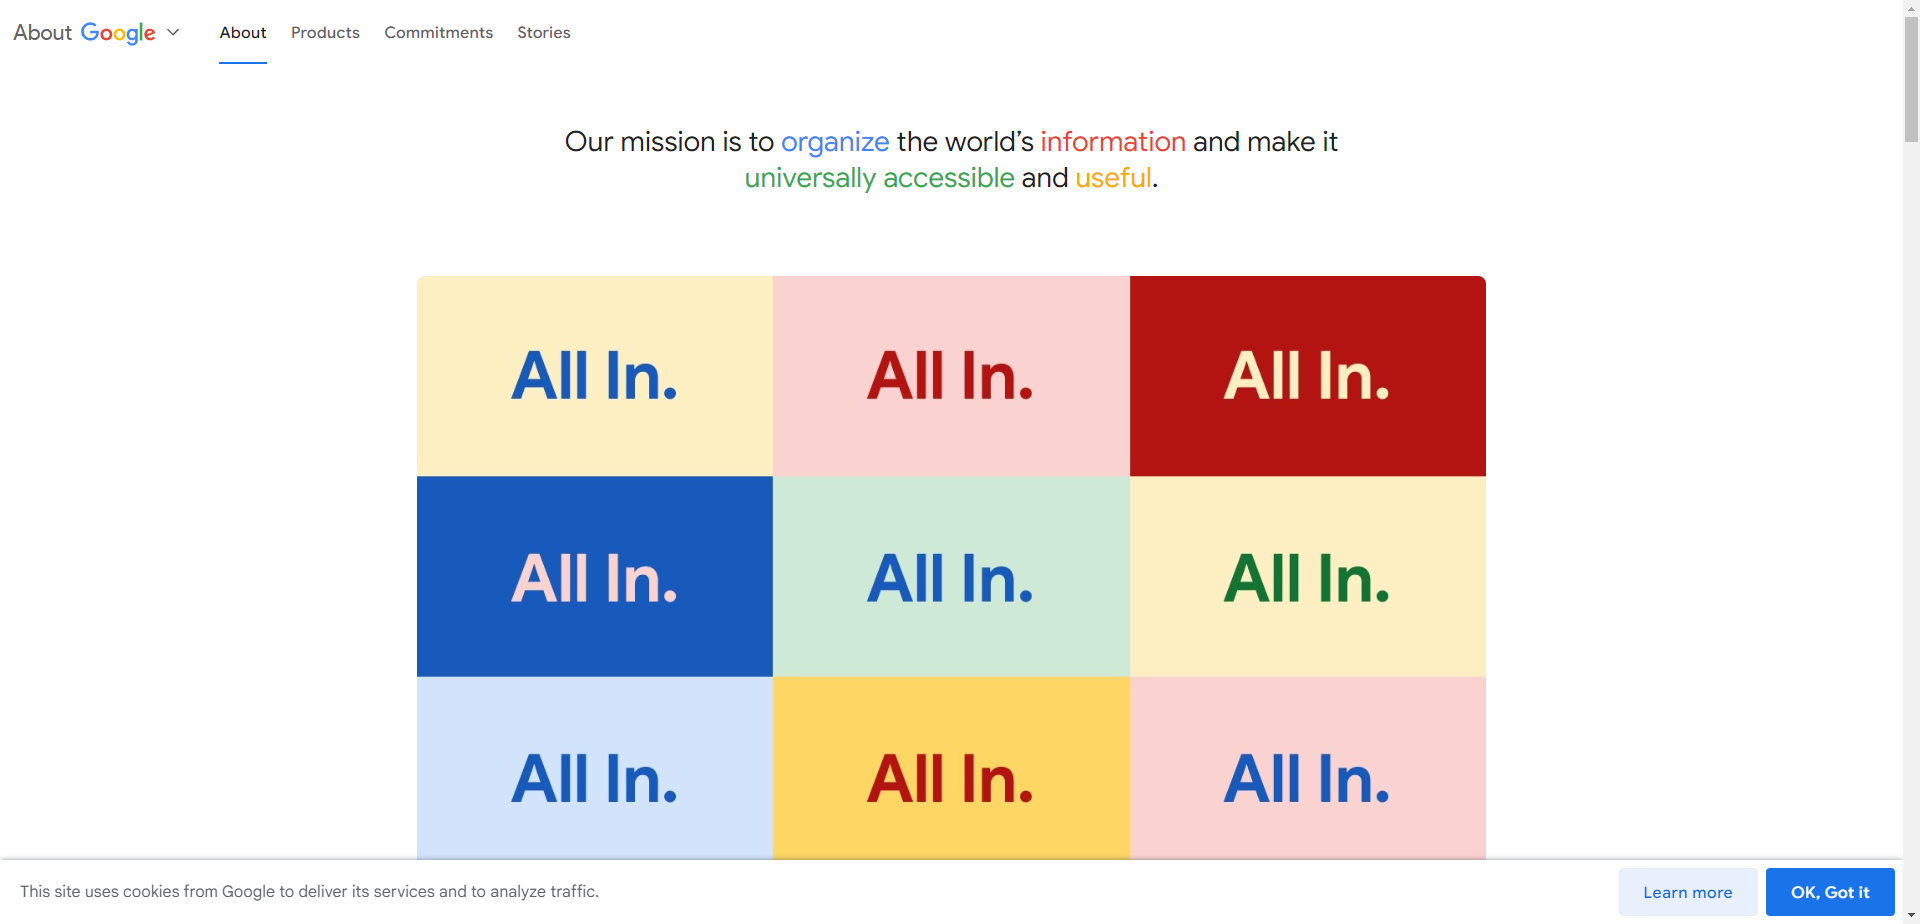 About Google
About Products Commitments Stories
Our mission is to organize the world’s information and make it
universally accessible and useful.
All In. All In. All In.
All In. All In. All In.
All In. All In. All In.
This site uses cookies from Google to deliver its services and to analyze traffic.
Learn more
OK, Got it